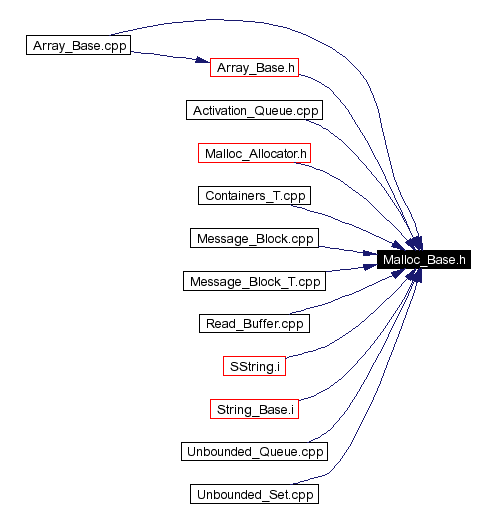 Array_Base.cpp
Array_Base.h
Activation_Queue.cpp
Malloc_Allocator.h
Containers_T.cpp
Message_Block.cpp
Malloc_Base.h
Message_Block_T.cpp
Read_Buffer.cpp
SString.i
String_Base.i
Unbounded_Queue.cpp
Unbounded_Set.cpp